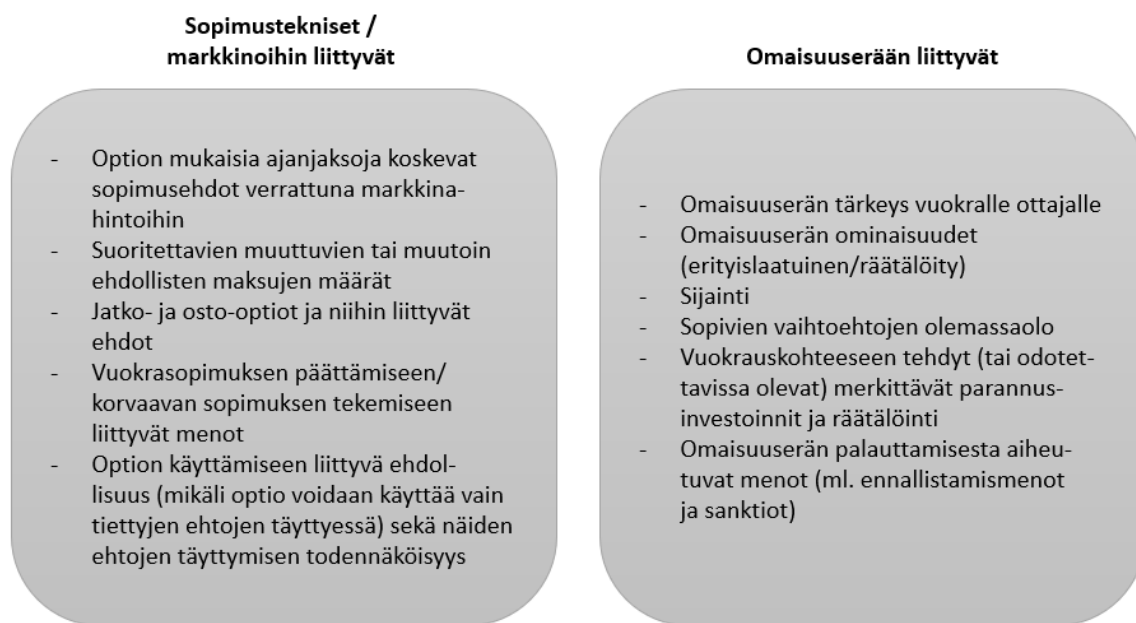 Sopimustekniset /
markkinoihin liittyvät
- Option mukaisia ajanjaksoja koskevat
sopimusehdot verrattuna markkina-
hintoihin
- Suoritettavien muuttuvien tai muutoin
ehdollisten maksujen määrät
- Jatko- ja osto-optiot ja niihin liittyvät
ehdot
- Vuokrasopimuksen päättämiseen/
korvaavan sopimuksen tekemiseen
liittyvät menot
- Option käyttämiseen liittyvä ehdol-
lisuus (mikäli optio voidaan käyttää vain
tiettyjen ehtojen täyttyessä) sekä näiden
ehtojen täyttymisen todennäköisyys
Omaisuuserään liittyvät
- Omaisuuserän tärkeys vuokralle ottajalle
- Omaisuuserän ominaisuudet
(erityislaatuinen/räätälöity)
- Sijainti
- Sopivien vaihtoehtojen olemassaolo
- Vuokrauskohteeseen tehdyt (tai odotet-
tavissa olevat) merkittävät parannus-
investoinnit ja räätälöinti
- Omaisuuserän palauttamisesta aiheu-
tuvat menot (ml. ennallistamismenot
ja sanktiot)